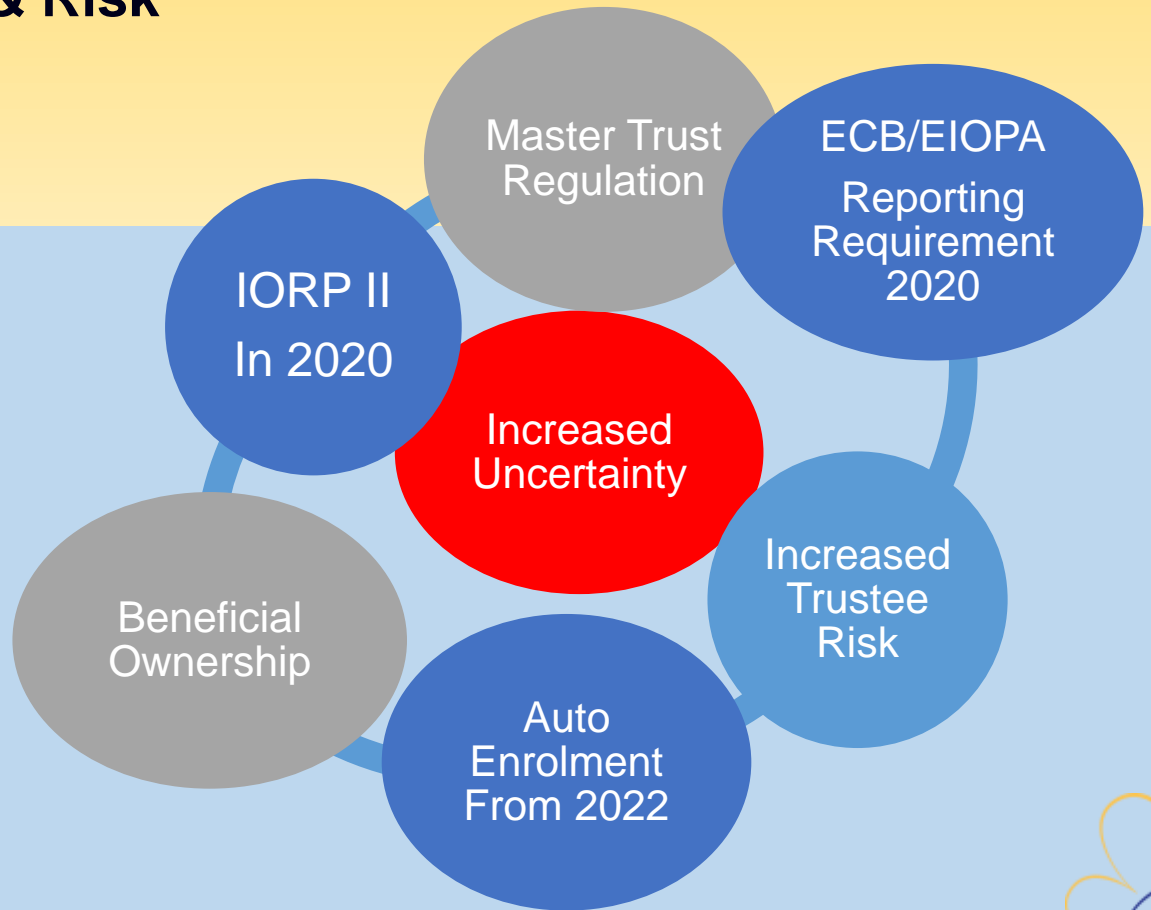 & Risk
Master Trust
Regulation
ECB/EIOPA
Reporting
Requirement
2020
IORP II
In 2020
Increased
Uncertainty
Increased
Trustee
Risk
Beneficial
Ownership
Auto
Enrolment
From 2022